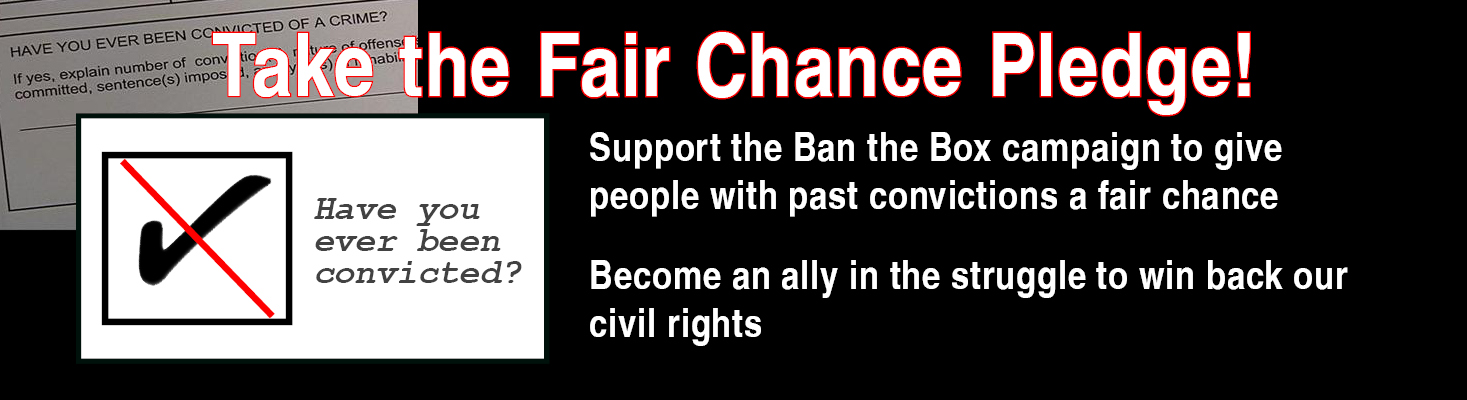 HAVE YOU EVER BEEN CONVICTED OF A CRIME?
If yes, explain number of of offense
committed, sentence(s)
Take the Fair Chance Pledge!
Have you
ever been
convicted?
Support the Ban the Box campaign to give
people with past convictions a fair chance
Become an ally in the struggle to win back our
civil rights